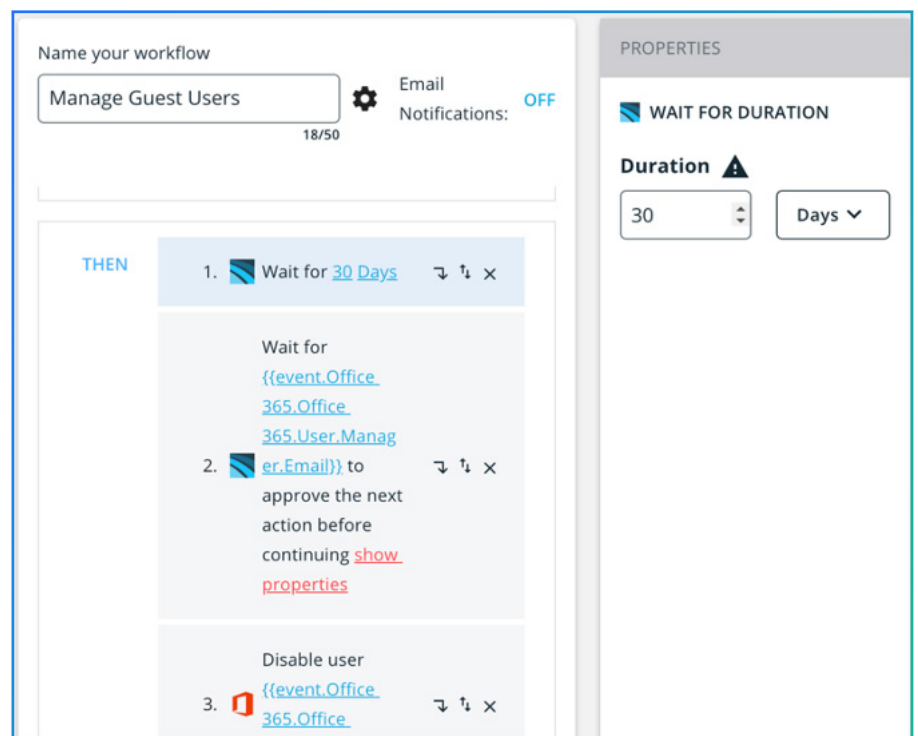 Name your workflow
Manage Guest Users
18/50
Email
Notifications:
OFF
THEN
1. Wait for 30 Days
Wait for
{{event.Office
365.Office
365.User.Manag
2. er.Email}} to
approve the next
action before
continuing show
properties
Disable user
{{event.Office
3. 365.Office
PROPERTIES
WAIT FOR DURATION
Duration
30
Days